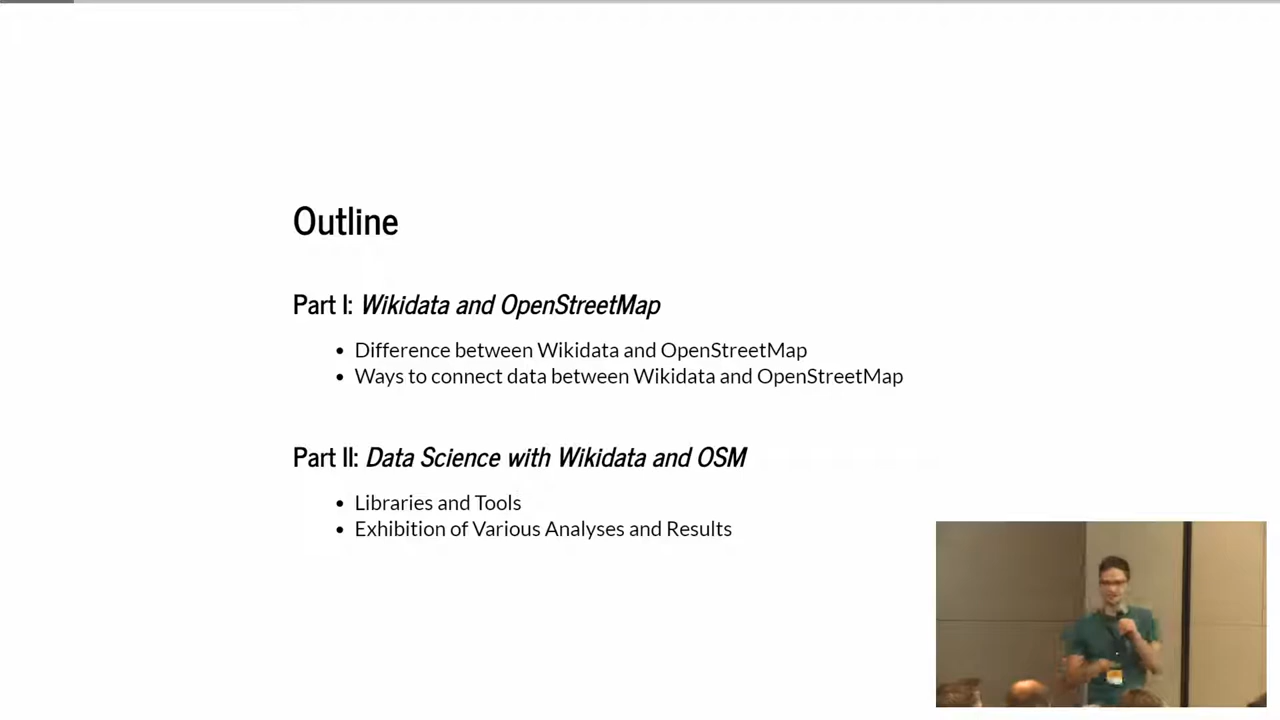 Outline
Part I: Wikidata and OpenStreetMap
• Difference between Wikidata and OpenStreetMap
• Ways to connect data between Wikidata and OpenStreetMap
Part II: Data Science with Wikidata and OSM
• Libraries and Tools
• Exhibition of Various Analyses and Results